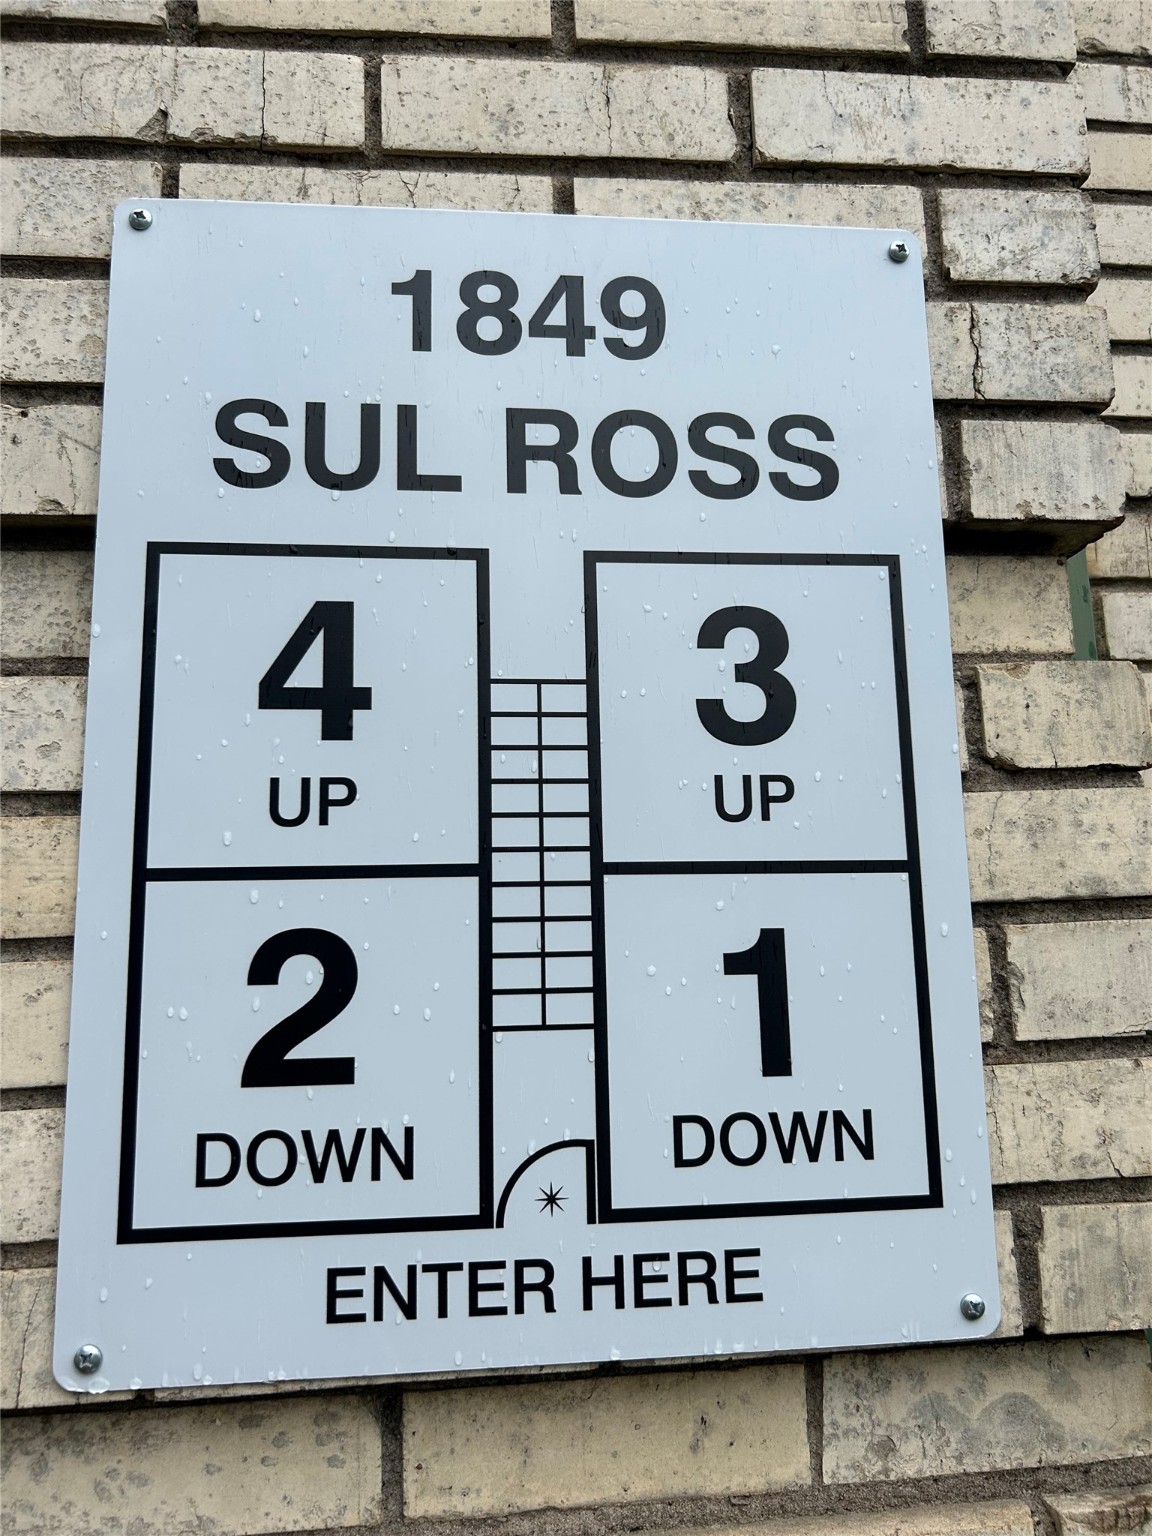 1849
SUL ROSS
4 3
UP UP
2 1
DOWN DOWN
ENTER HERE